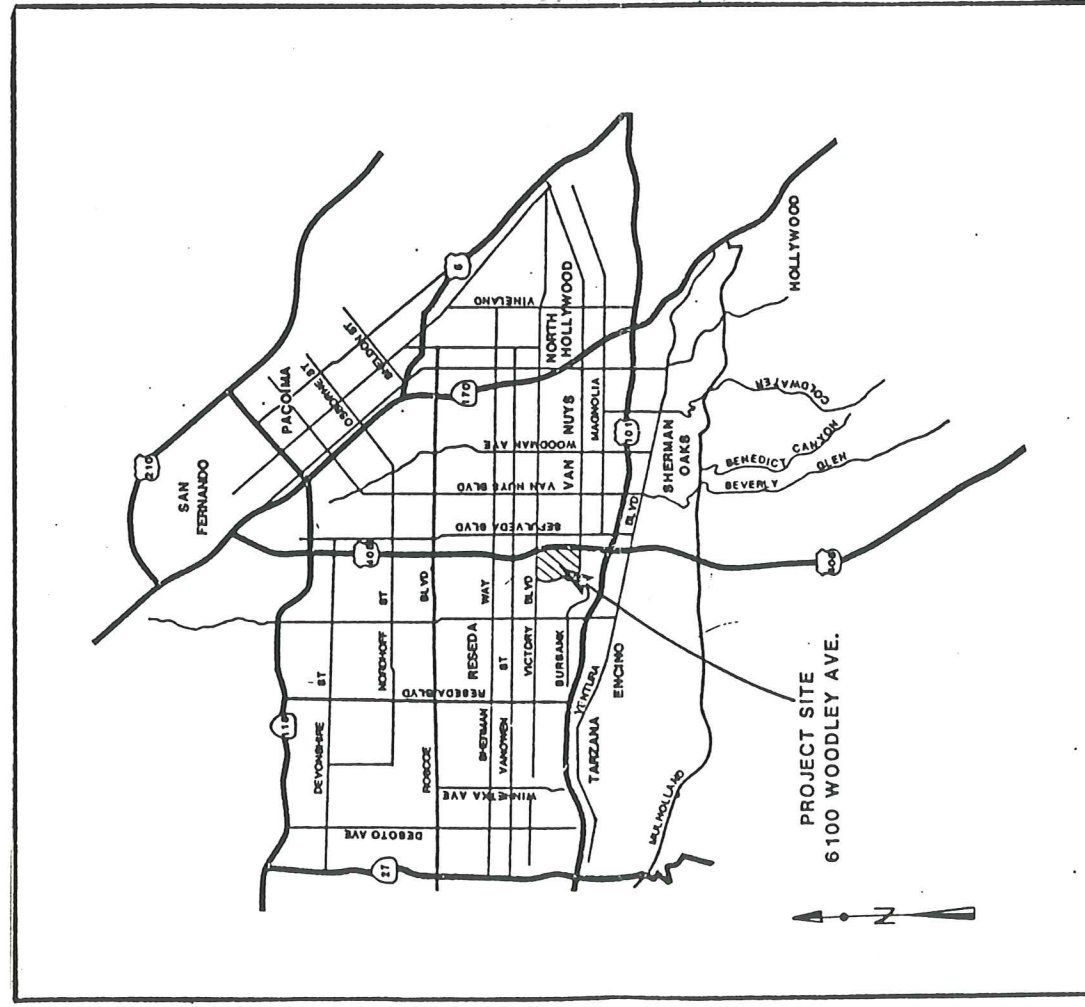 210
SAN
FERNANDO
PACOIMA
OSBORNE ST
SHELDON ST
5
118
405
170
27
DEVONSHIRE
ST
NORDHOFF
ST
ROSCOE
BLVD
RESEDA
SHERMAN
WAY
VANOWEN
ST
VICTORY
BLVD
BURBANK
DESOTO AVE
WINNETKA AVE
RESEDA BLVD
SEPULVEDA BLVD
VAN NUYS BLVD
WOODMAN AVE
VINELAND
NORTH
HOLLYWOOD
VAN NUYS
MAGNOLIA
101
TARZANA
VENTURA
BLVD
ENCINO
SHERMAN
OAKS
BENEDICT CANYON
BEVERLY GLEN
COLDWATER
HOLLYWOOD
MULHOLLAND
405
PROJECT SITE
6100 WOODLEY AVE.
N